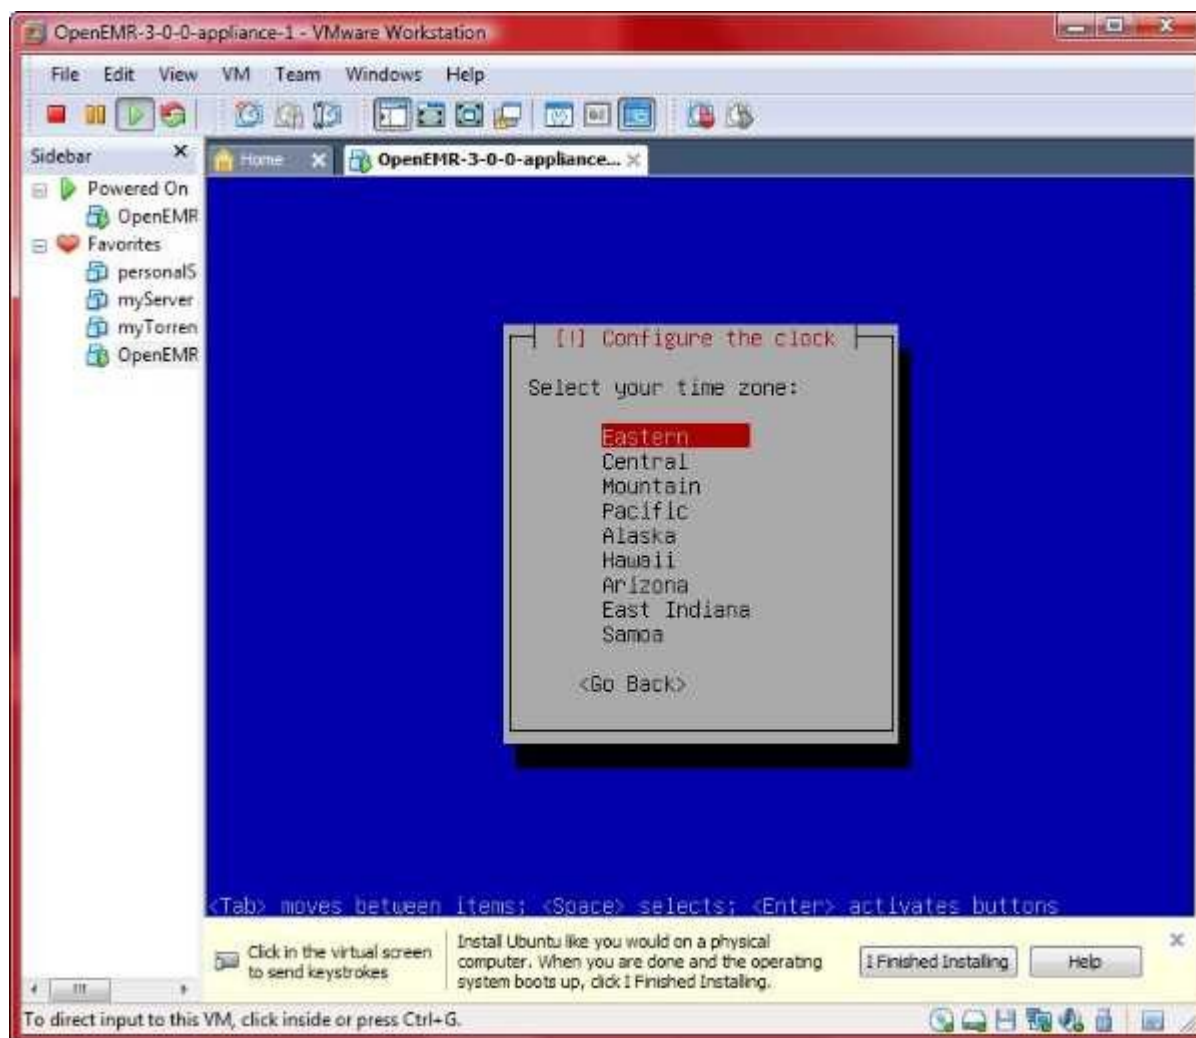 OpenEMR-3-0-0-appliance-1 - VMware Workstation
File Edit View VM Team Windows Help
Sidebar
Home
OpenEMR-3-0-0-appliance...
Powered On
OpenEMR
Favorites
personalS
myServer
myTorren
OpenEMR
[!] Configure the clock
Select your time zone:
Eastern
Central
Mountain
Pacific
Alaska
Hawaii
Arizona
East Indiana
Samoa
<Go Back>
<Tab> moves between items; <Space> selects; <Enter> activates buttons
Click in the virtual screen
to send keystrokes
Install Ubuntu like you would on a physical
computer. When you are done and the operating
system boots up, click I Finished Installing.
I Finished Installing
Help
To direct input to this VM, click inside or press Ctrl+G.